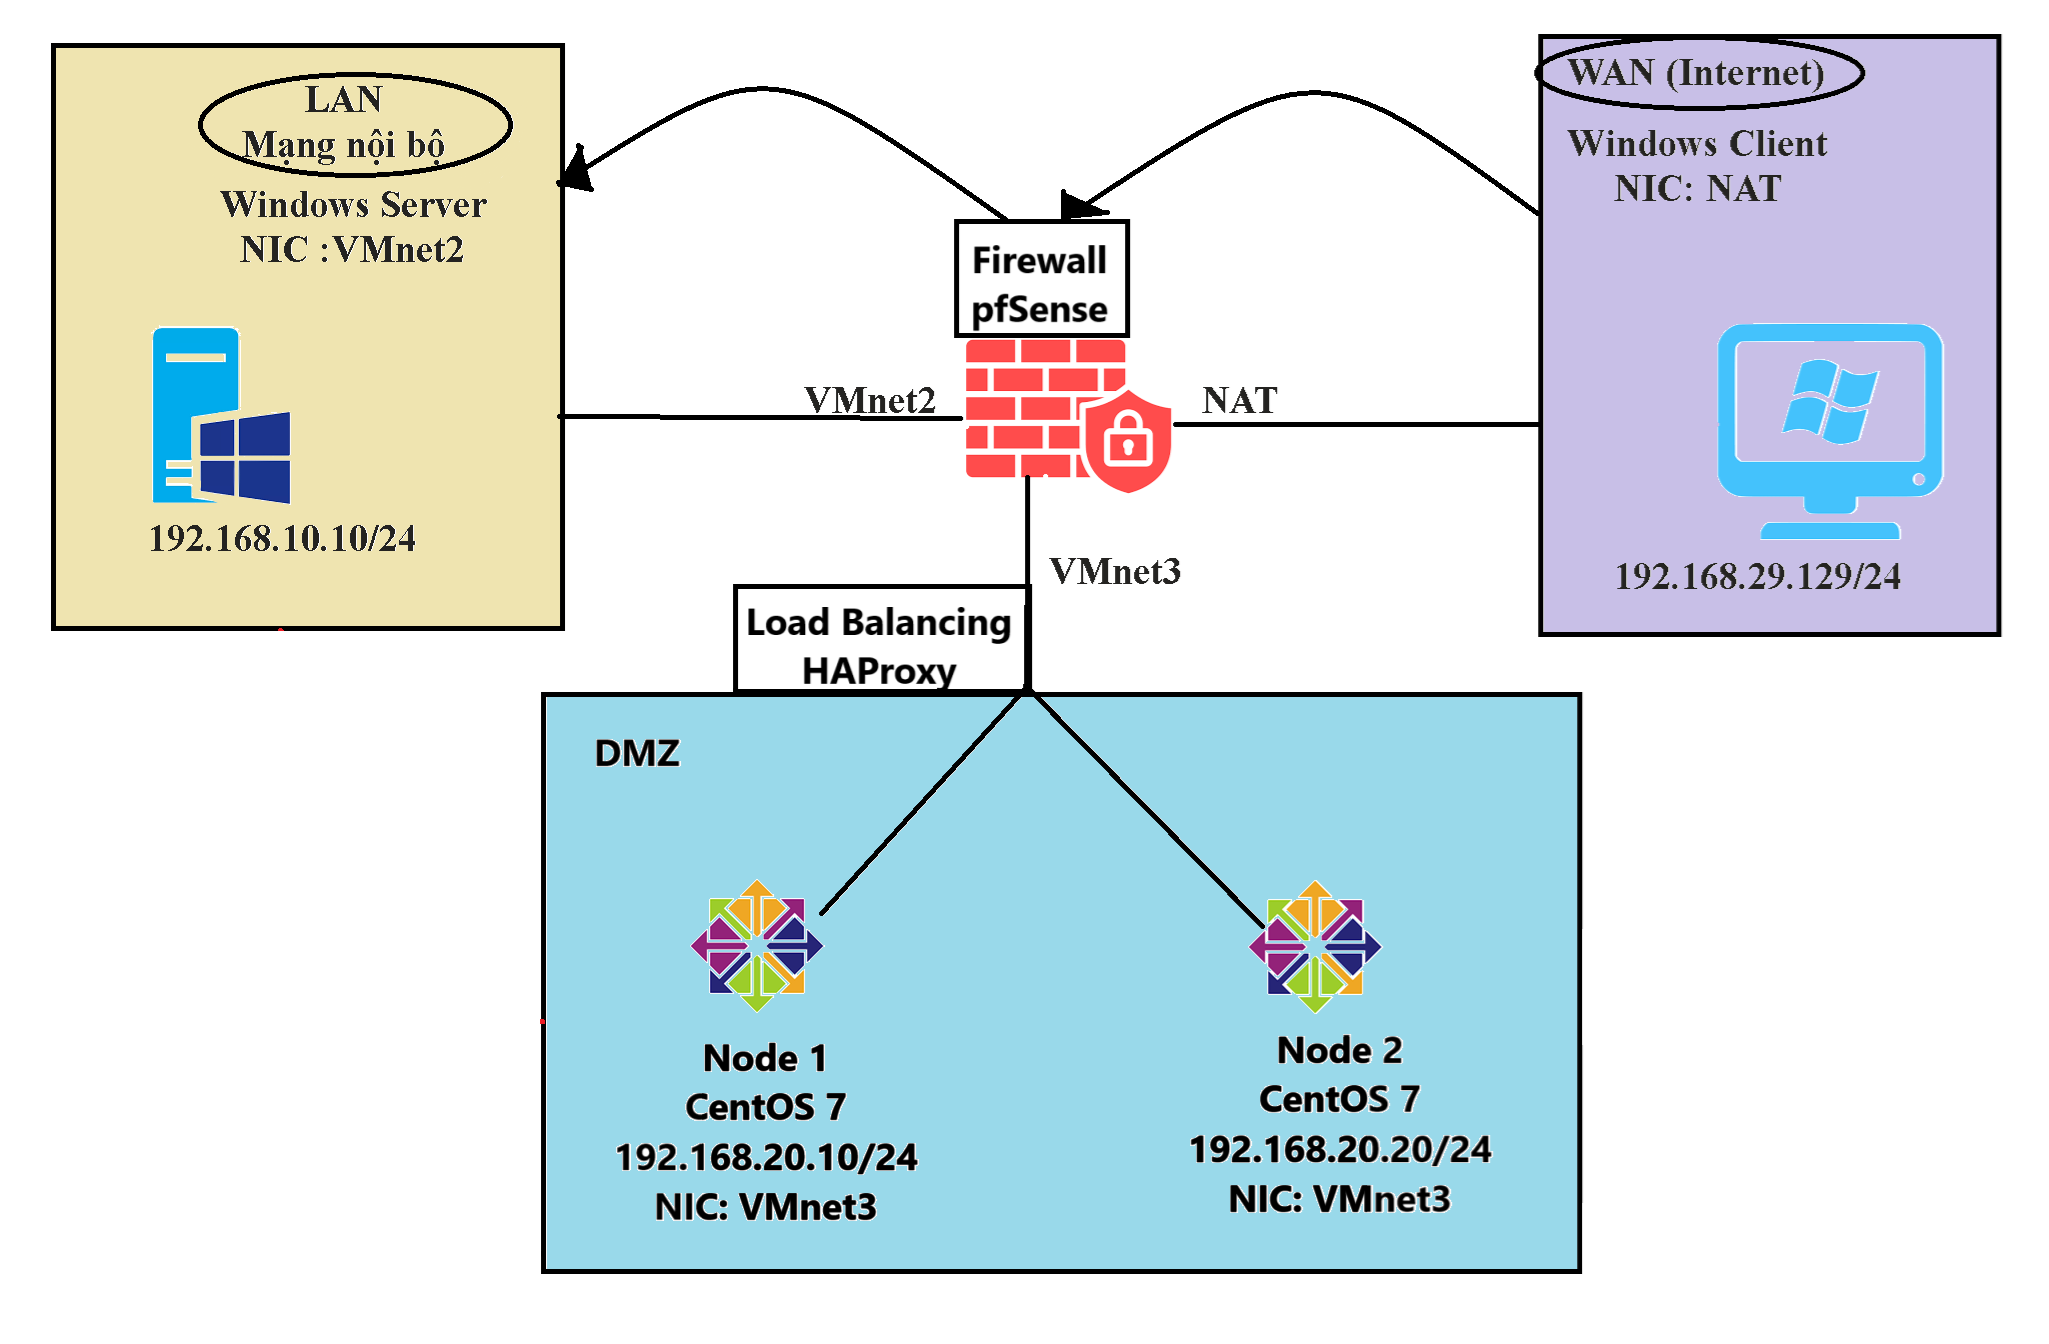 LAN
Mạng nội bộ
Windows Server
NIC :VMnet2
192.168.10.10/24
Firewall
pfSense
VMnet2
NAT
VMnet3
WAN (Internet)
Windows Client
NIC: NAT
192.168.29.129/24
Load Balancing
HAProxy
DMZ
Node 1
CentOS 7
192.168.20.10/24
NIC: VMnet3
Node 2
CentOS 7
192.168.20.20/24
NIC: VMnet3